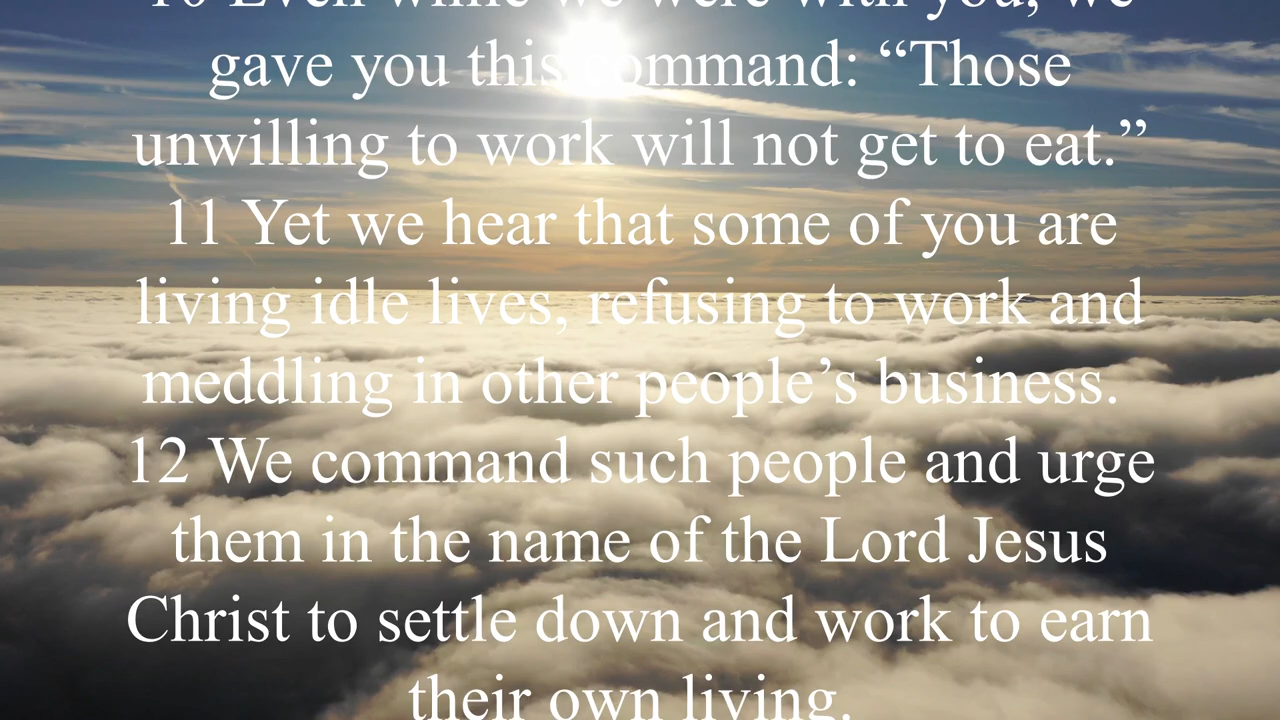 10 Even while we were with you, we
gave you this command: “Those
unwilling to work will not get to eat.”
11 Yet we hear that some of you are
living idle lives, refusing to work and
meddling in other people’s business.
12 We command such people and urge
them in the name of the Lord Jesus
Christ to settle down and work to earn
their own living.